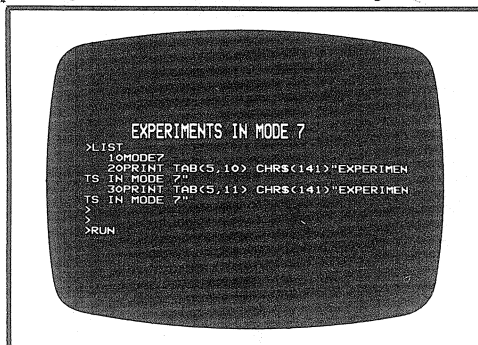 EXPERIMENTS IN MODE 7
>LIST
10MODE7
20PRINT TAB(5,10) CHR$(141)"EXPERIMEN
TS IN MODE 7"
30PRINT TAB(5,11) CHR$(141)"EXPERIMEN
TS IN MODE 7"
>
>
>RUN